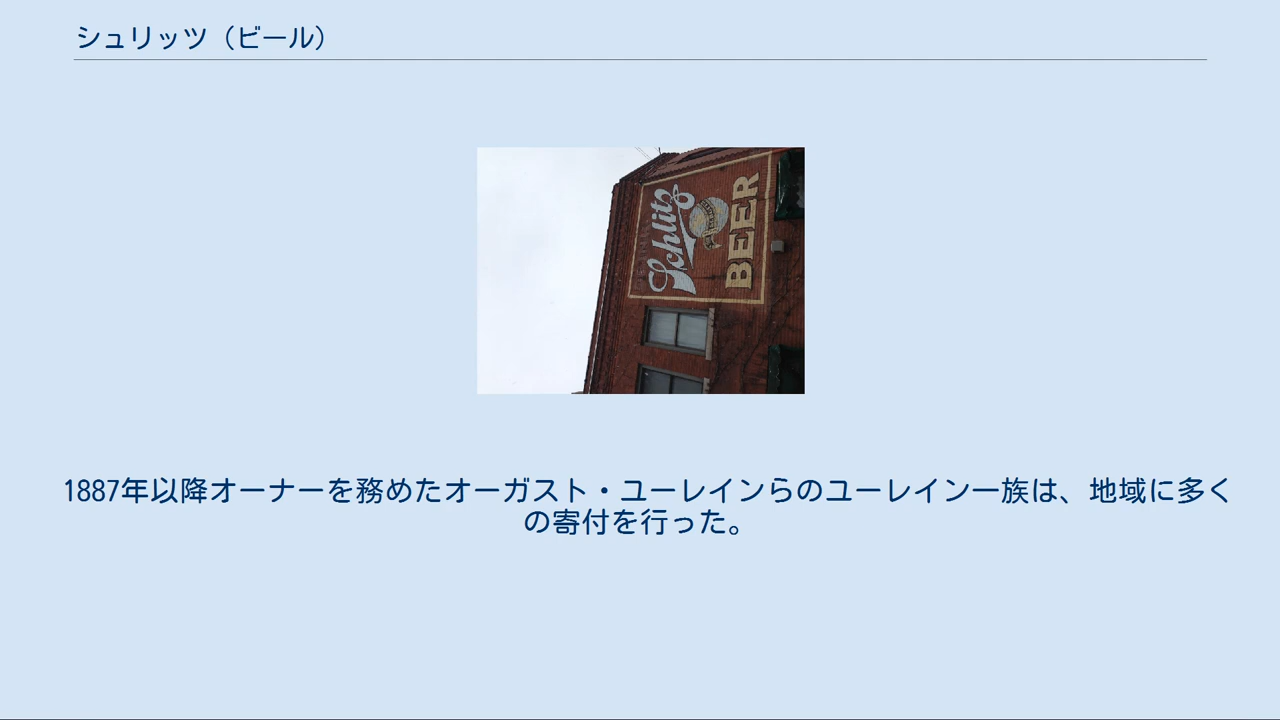 シュリッツ（ビール）
Schlitz
BEER
1887年以降オーナーを務めたオーガスト・ユーレインらのユーレイン一族は、地域に多く
の寄付を行った。